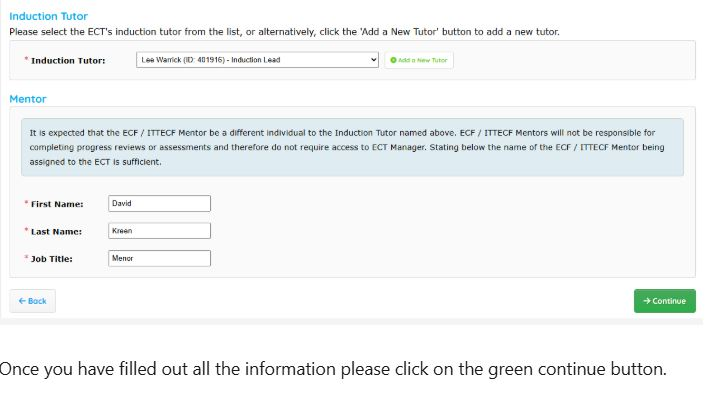 Induction Tutor
Please select the ECT's induction tutor from the list, or alternatively, click the 'Add a New Tutor' button to add a new tutor.
* Induction Tutor: Lee Warrick (ID: 401916) - Induction Lead Add a New Tutor
Mentor
It is expected that the ECF / ITTECF Mentor be a different individual to the Induction Tutor named above. ECF / ITTECF Mentors will not be responsible for
completing progress reviews or assessments and therefore do not require access to ECT Manager. Stating below the name of the ECF / ITTECF Mentor being
assigned to the ECT is sufficient.
* First Name: David
* Last Name: Kreen
* Job Title: Menor
← Back → Continue
Once you have filled out all the information please click on the green continue button.